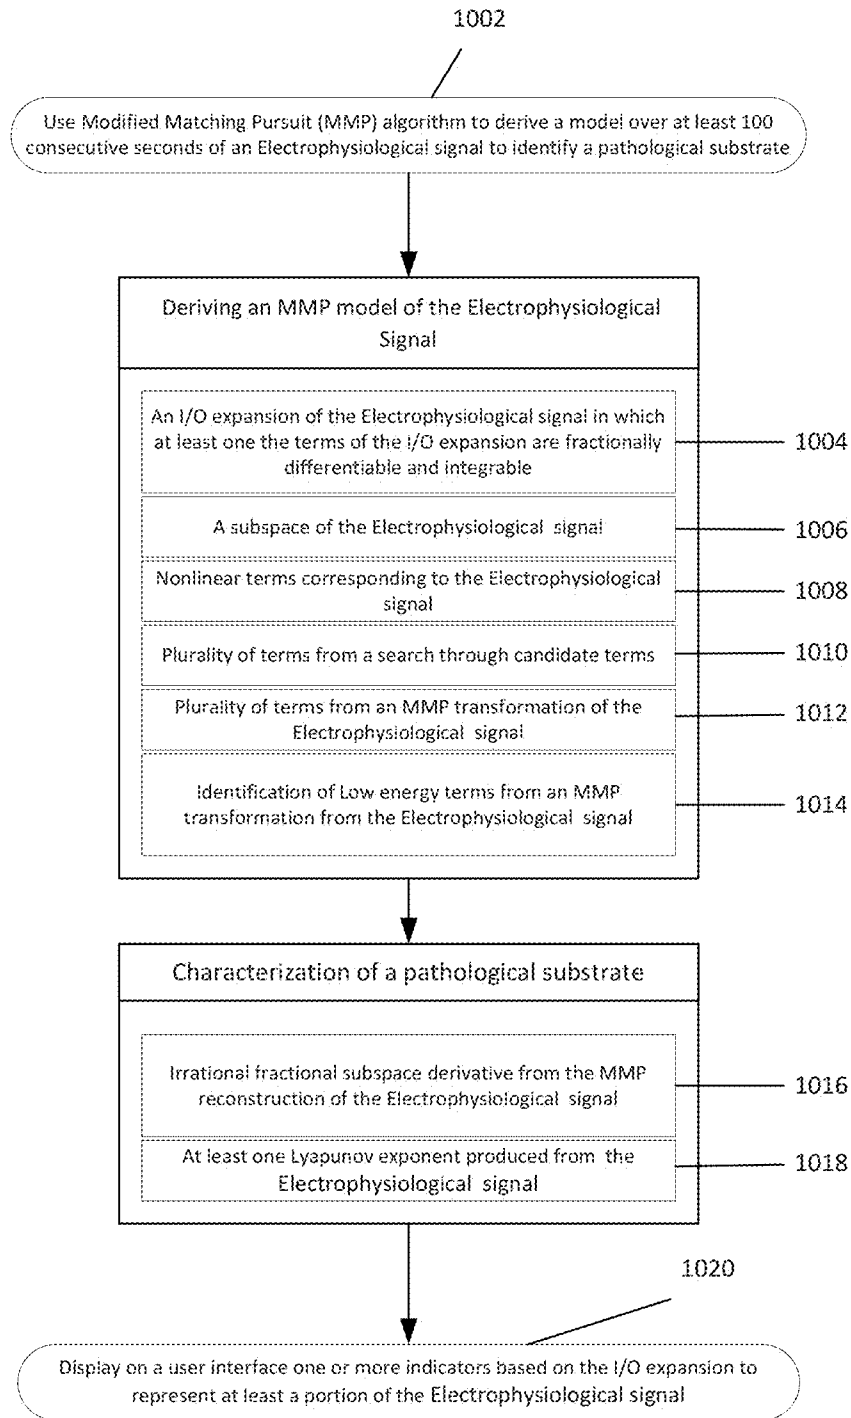 1002
Use Modified Matching Pursuit (MMP) algorithm to derive a model over at least 100
consecutive seconds of an Electrophysiological signal to identify a pathological substrate
Deriving an MMP model of the Electrophysiological
Signal
An I/O expansion of the Electrophysiological signal in which
at least one the terms of the I/O expansion are fractionally
differentiable and integrable
1004
A subspace of the Electrophysiological signal
1006
Nonlinear terms corresponding to the Electrophysiological
signal
1008
Plurality of terms from a search through candidate terms
1010
Plurality of terms from an MMP transformation of the
Electrophysiological signal
1012
Identification of Low energy terms from an MMP
transformation from the Electrophysiological signal
1014
Characterization of a pathological substrate
Irrational fractional subspace derivative from the MMP
reconstruction of the Electrophysiological signal
1016
At least one Lyapunov exponent produced from the
Electrophysiological signal
1018
1020
Display on a user interface one or more indicators based on the I/O expansion to
represent at least a portion of the Electrophysiological signal